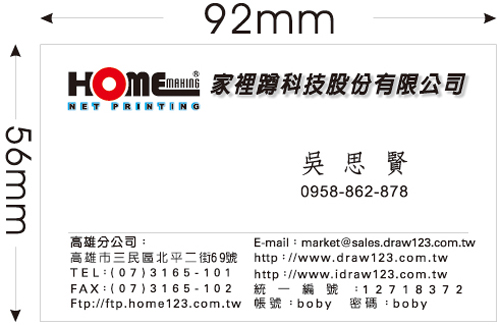 92mm
56mm
HOME MAKING® 家裡蹲科技股份有限公司
NET PRINTING
吳思賢
0958-862-878
高雄分公司：
高雄市三民區北平二街69號
TEL:(07)3165-101
FAX:(07)3165-102
Ftp://ftp.home123.com.tw
E-mail：market@sales.draw123.com.tw
http://www.draw123.com.tw
http://www.idraw123.com.tw
統一編號：12718372
帳號：boby 密碼：boby